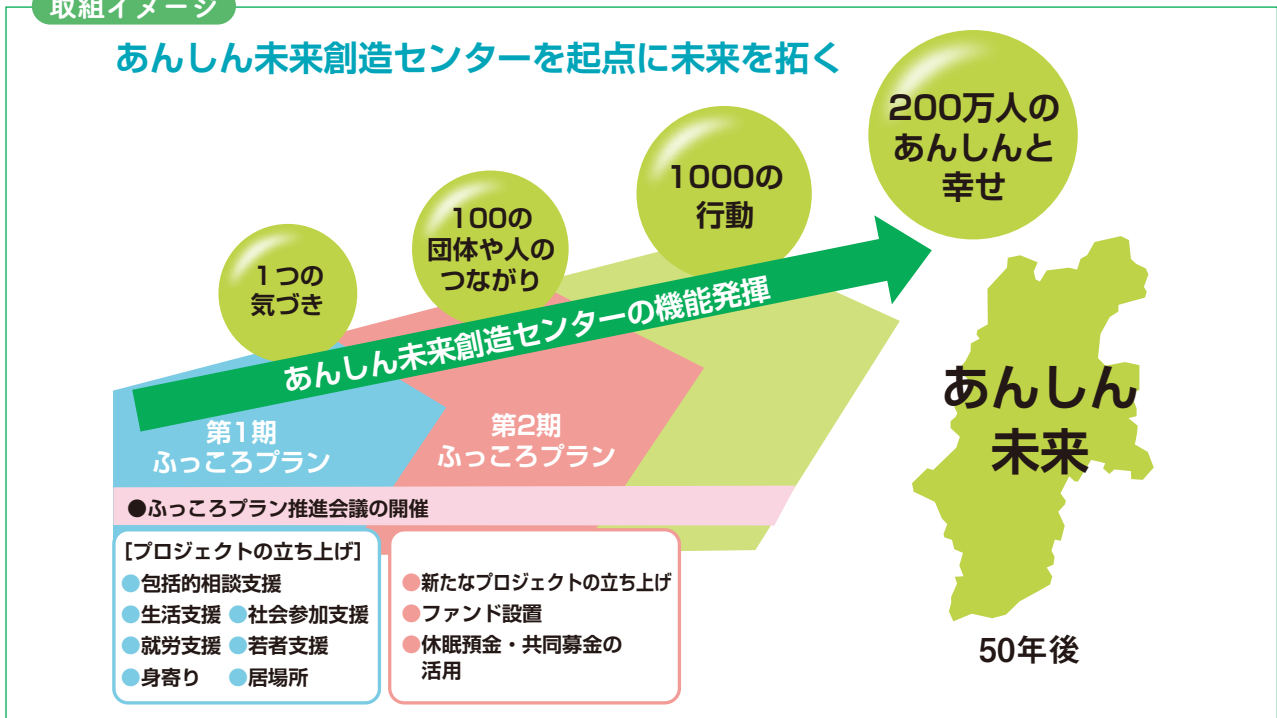 取組イメージ
あんしん未来創造センターを起点に未来を拓く
1つの
気づき
100の
団体や人の
つながり
1000の
行動
200万人の
あんしんと
幸せ
あんしん未来創造センターの機能発揮
第1期
ふっころプラン
第2期
ふっころプラン
●ふっころプラン推進会議の開催
[プロジェクトの立ち上げ]
●包括的相談支援
●生活支援 ●社会参加支援
●就労支援 ●若者支援
●身寄り ●居場所
●新たなプロジェクトの立ち上げ
●ファンド設置
●休眠預金・共同募金の
活用
あんしん
未来
50年後